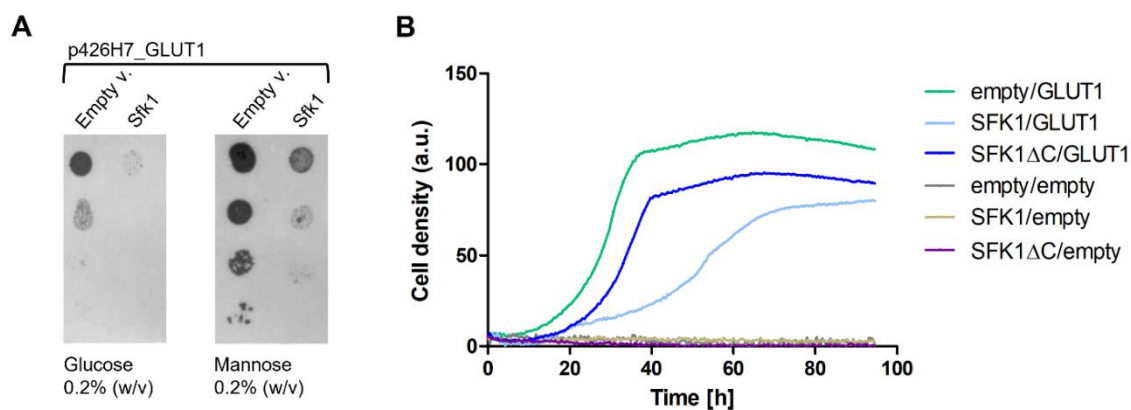 A
p426H7_GLUT1
Empty v.
Sfk1
Empty v.
Sfk1
Glucose
0.2% (w/v)
Mannose
0.2% (w/v)
B
Cell density (a.u.)
150
100
50
0
0
20
40
60
80
100
Time [h]
empty/GLUT1
SFK1/GLUT1
SFK1ΔC/GLUT1
empty/empty
SFK1/empty
SFK1ΔC/empty